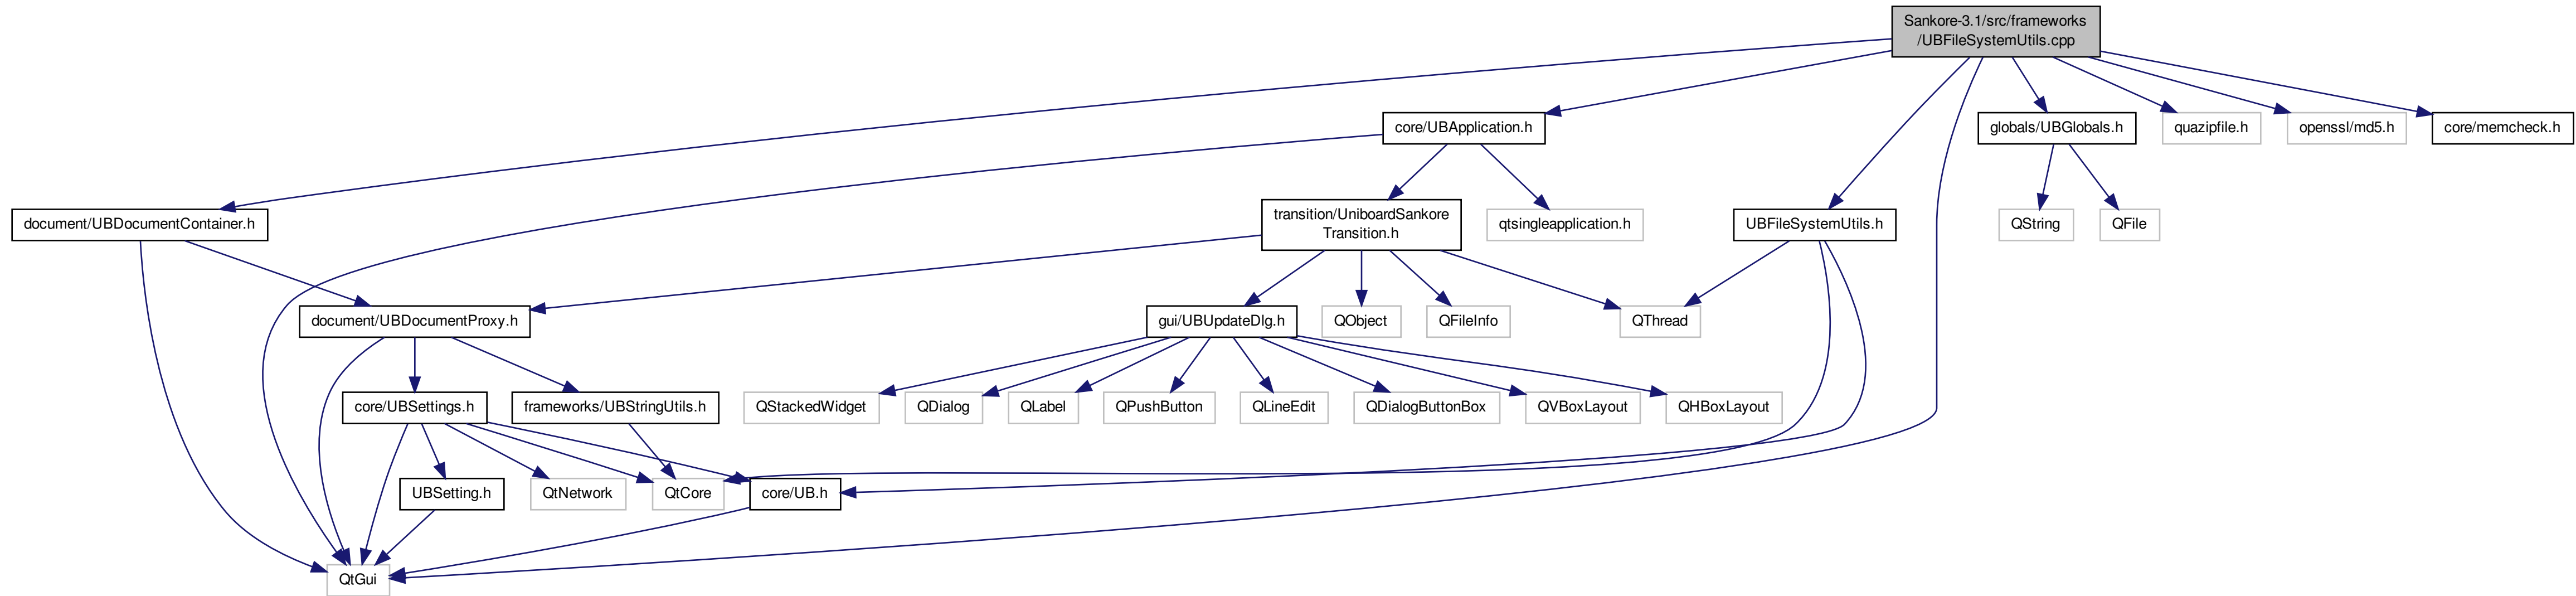 Sankore-3.1/src/frameworks
/UBFileSystemUtils.cpp
core/UBApplication.h
globals/UBGlobals.h
quazipfile.h
openssl/md5.h
core/memcheck.h
document/UBDocumentContainer.h
transition/UniboardSankore
Transition.h
qtsingleapplication.h
UBFileSystemUtils.h
QString
QFile
document/UBDocumentProxy.h
gui/UBUpdateDlg.h
QObject
QFileInfo
QThread
core/UBSettings.h
frameworks/UBStringUtils.h
QStackedWidget
QDialog
QLabel
QPushButton
QLineEdit
QDialogButtonBox
QVBoxLayout
QHBoxLayout
UBSetting.h
QtNetwork
QtCore
core/UB.h
QtGui